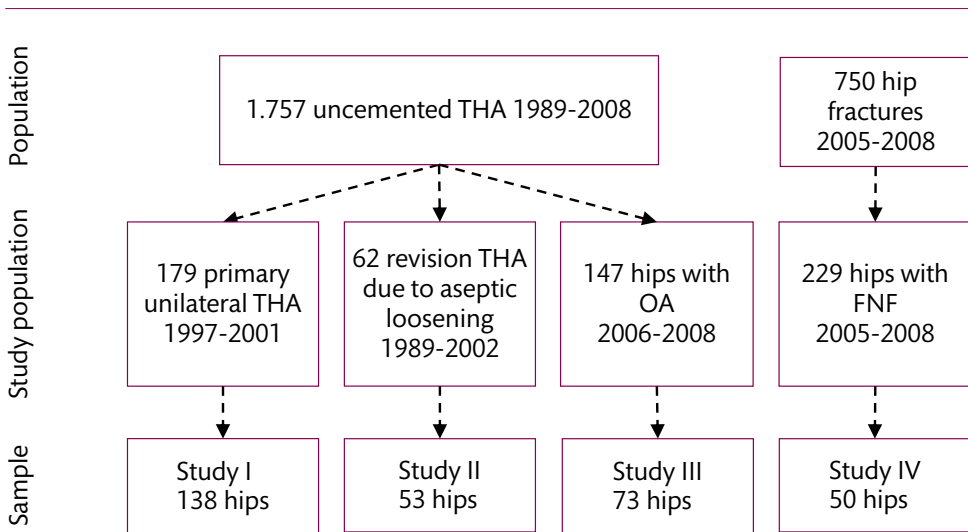 Population
1.757 uncemented THA 1989-2008
750 hip
fractures
2005-2008
Study population
179 primary
unilateral THA
1997-2001
62 revision THA
due to aseptic
loosening
1989-2002
147 hips with
OA
2006-2008
229 hips with
FNF
2005-2008
Sample
Study I
138 hips
Study II
53 hips
Study III
73 hips
Study IV
50 hips